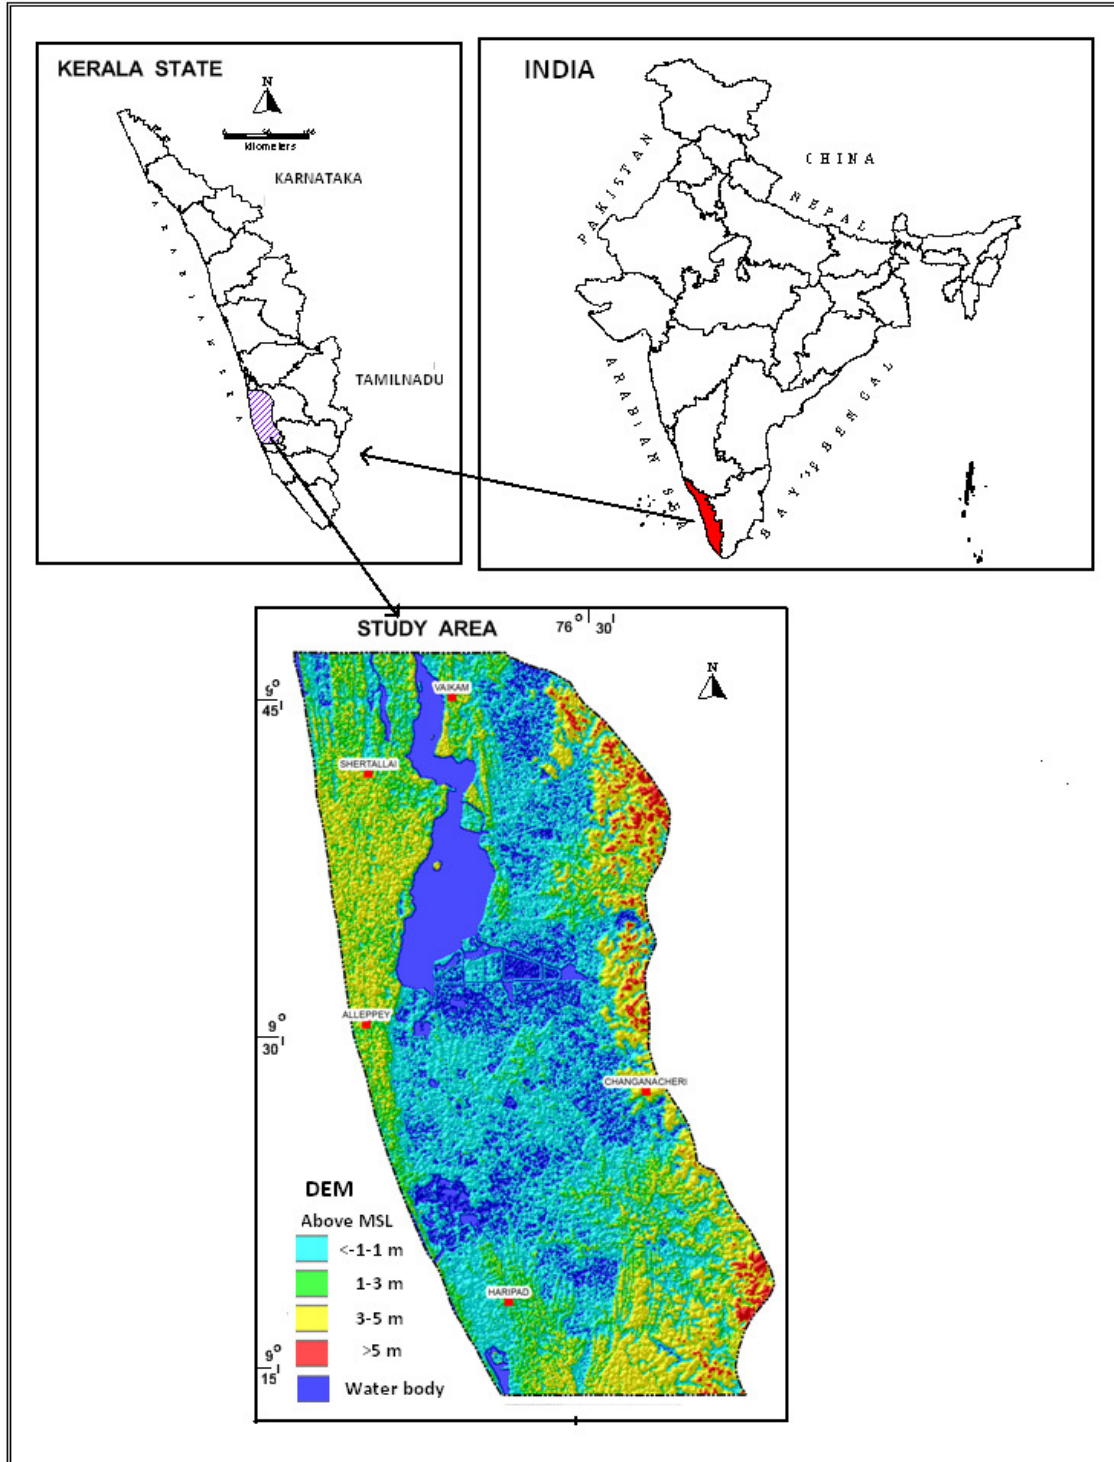 KERALA STATE
N
kilometers
KARNATAKA
TAMILNADU
INDIA
PAKISTAN
CHINA
NEPAL
ARABIAN SEA
BAY OF BENGAL
STUDY AREA
76° 30'
N
9°
45'
VAIKAM
SHERTALLAI
ALLEPPEY
9°
30'
CHANGANACHERI
DEM
Above MSL
<-1-1 m
1-3 m
3-5 m
>5 m
Water body
HARIPAD
9°
15'